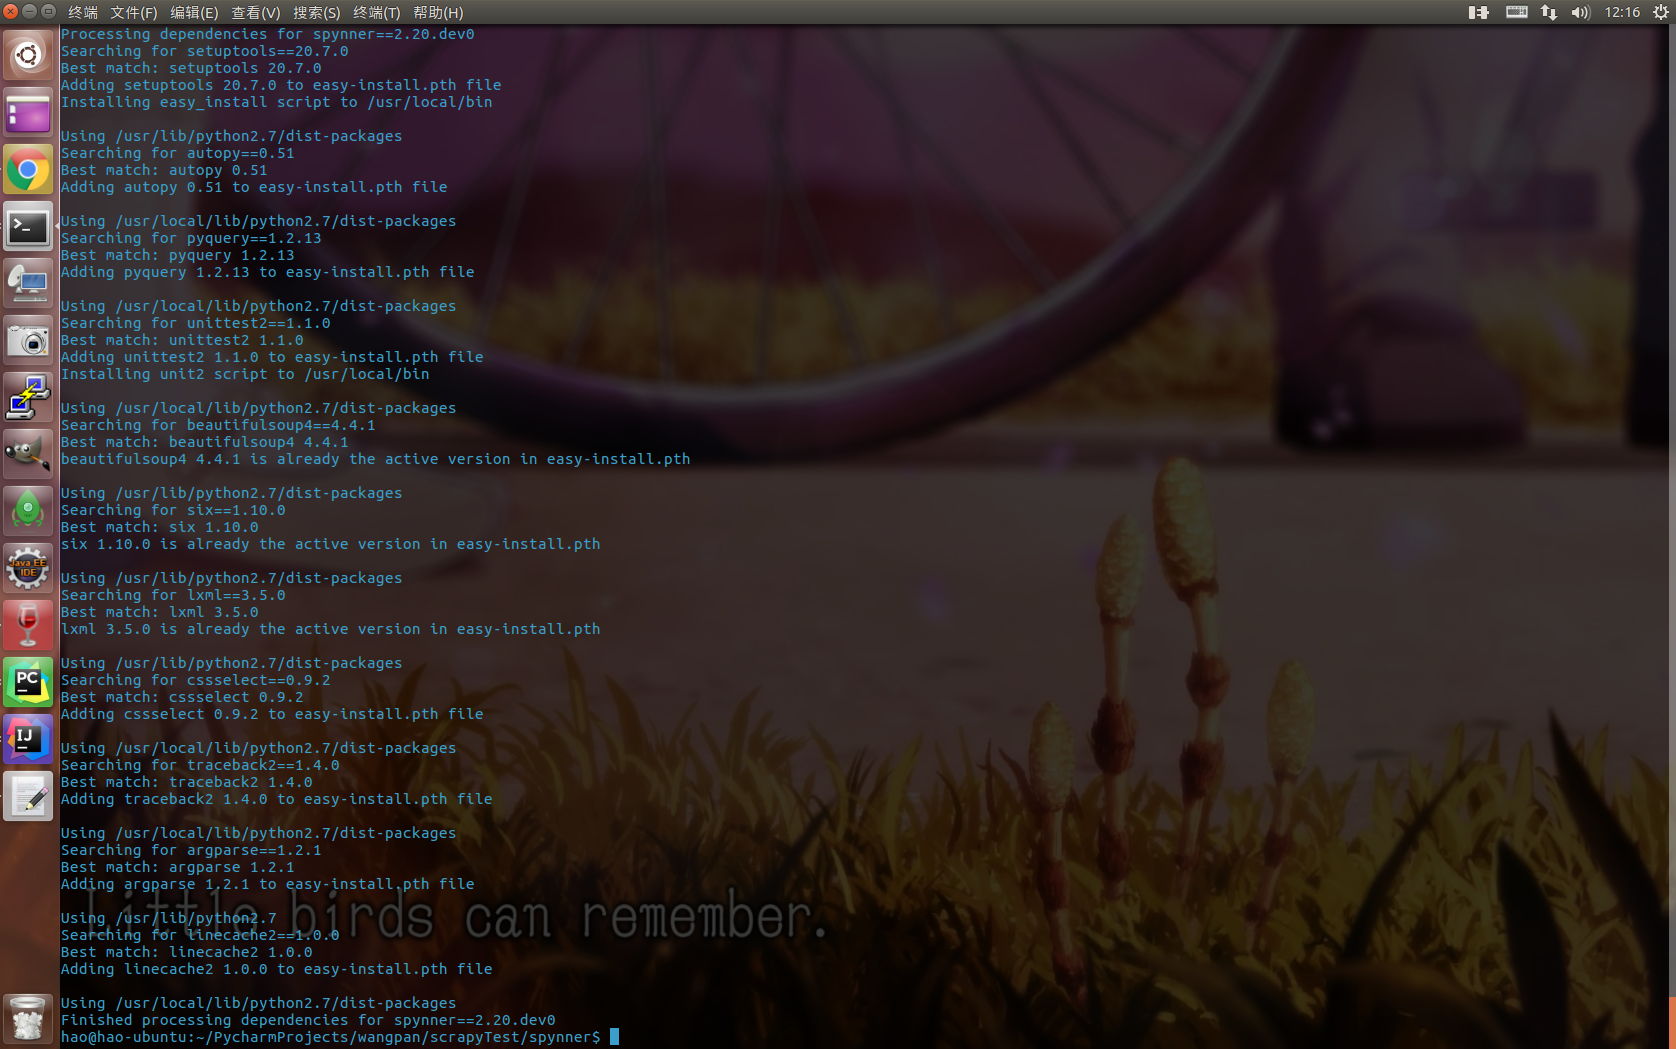 终端 文件(F) 编辑(E) 查看(V) 搜索(S) 终端(T) 帮助(H) 12:16
Processing dependencies for spynner==2.20.dev0
Searching for setuptools==20.7.0
Best match: setuptools 20.7.0
Adding setuptools 20.7.0 to easy-install.pth file
Installing easy_install script to /usr/local/bin
Using /usr/lib/python2.7/dist-packages
Searching for autopy==0.51
Best match: autopy 0.51
Adding autopy 0.51 to easy-install.pth file
Using /usr/local/lib/python2.7/dist-packages
Searching for pyquery==1.2.13
Best match: pyquery 1.2.13
Adding pyquery 1.2.13 to easy-install.pth file
Using /usr/local/lib/python2.7/dist-packages
Searching for unittest2==1.1.0
Best match: unittest2 1.1.0
Adding unittest2 1.1.0 to easy-install.pth file
Installing unit2 script to /usr/local/bin
Using /usr/local/lib/python2.7/dist-packages
Searching for beautifulsoup4==4.4.1
Best match: beautifulsoup4 4.4.1
beautifulsoup4 4.4.1 is already the active version in easy-install.pth
Using /usr/lib/python2.7/dist-packages
Searching for six==1.10.0
Best match: six 1.10.0
six 1.10.0 is already the active version in easy-install.pth
Using /usr/lib/python2.7/dist-packages
Searching for lxml==3.5.0
Best match: lxml 3.5.0
lxml 3.5.0 is already the active version in easy-install.pth
Using /usr/lib/python2.7/dist-packages
Searching for cssselect==0.9.2
Best match: cssselect 0.9.2
Adding cssselect 0.9.2 to easy-install.pth file
Using /usr/local/lib/python2.7/dist-packages
Searching for traceback2==1.4.0
Best match: traceback2 1.4.0
Adding traceback2 1.4.0 to easy-install.pth file
Using /usr/local/lib/python2.7/dist-packages
Searching for argparse==1.2.1
Best match: argparse 1.2.1
Adding argparse 1.2.1 to easy-install.pth file
Using /usr/lib/python2.7
Searching for linecache2==1.0.0
Best match: linecache2 1.0.0
Adding linecache2 1.0.0 to easy-install.pth file
Using /usr/local/lib/python2.7/dist-packages
Finished processing dependencies for spynner==2.20.dev0
hao@hao-ubuntu:~/PycharmProjects/wangpan/scrapyTest/spynner$
Little birds can remember.
>_
Java EE
IDE
PC
IJ